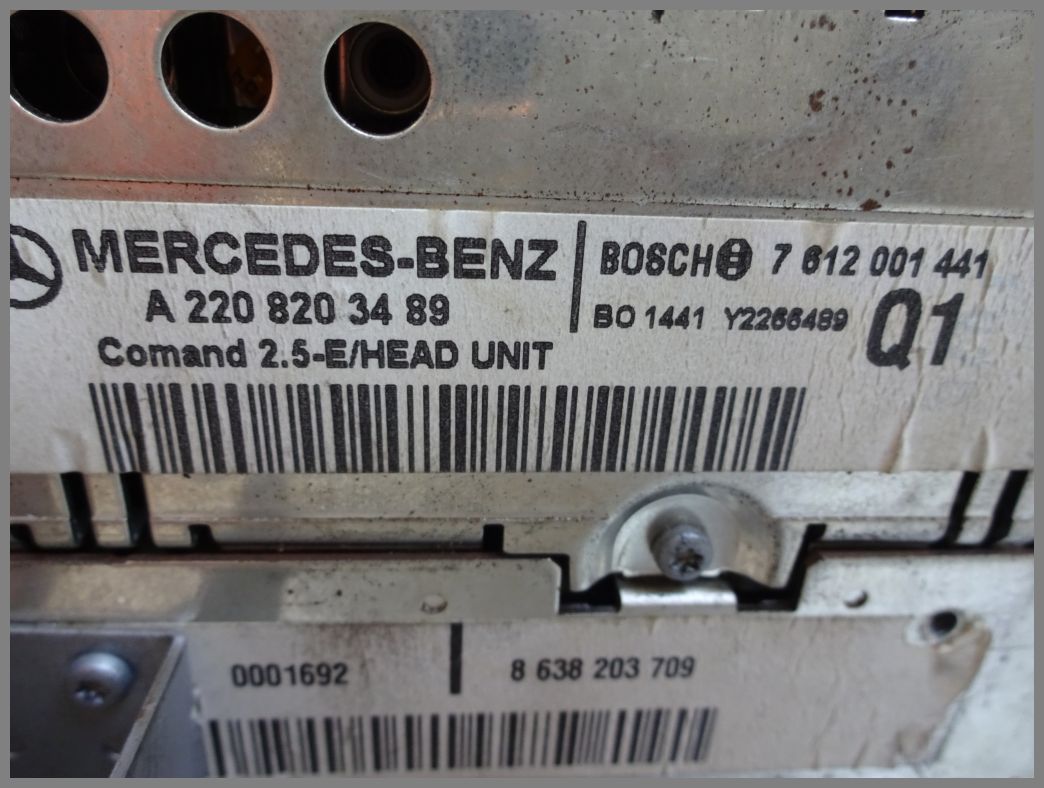 MERCEDES-BENZ
A 220 820 34 89
Comand 2.5-E/HEAD UNIT
BOSCH 7 612 001 441
BO 1441 Y2266489 Q1
0001692 8 638 203 709